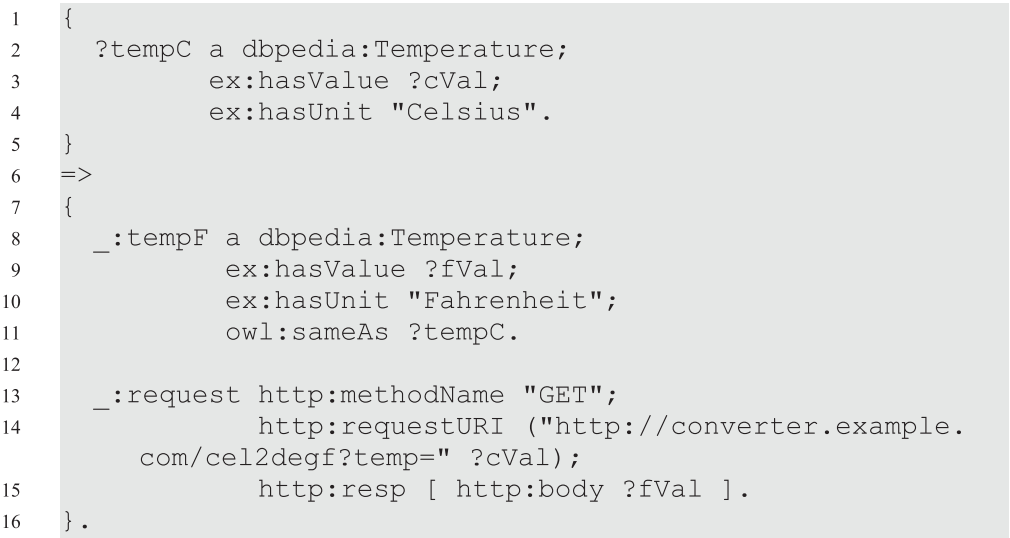 1 {
2 ?tempC a dbpedia:Temperature;
3 ex:hasValue ?cVal;
4 ex:hasUnit "Celsius".
5 }
6 =>
7 {
8 _:tempF a dbpedia:Temperature;
9 ex:hasValue ?fVal;
10 ex:hasUnit "Fahrenheit";
11 owl:sameAs ?tempC.
12
13 _:request http:methodName "GET";
14 http:requestURI ("http://converter.example.
com/cel2degf?temp=" ?cVal);
15 http:resp [ http:body ?fVal ].
16 }.